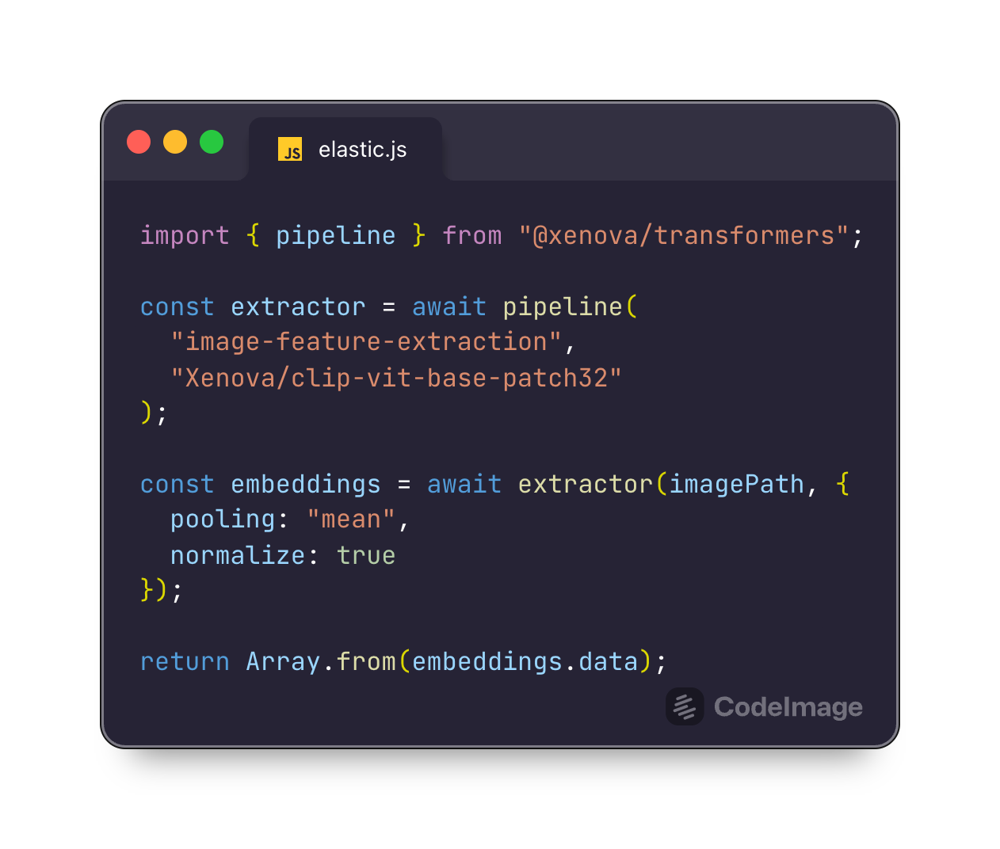 JS elastic.js
import { pipeline } from "@xenova/transformers";
const extractor = await pipeline(
  "image-feature-extraction",
  "Xenova/clip-vit-base-patch32"
);
const embeddings = await extractor(imagePath, {
  pooling: "mean",
  normalize: true
});
return Array.from(embeddings.data);
CodeImage